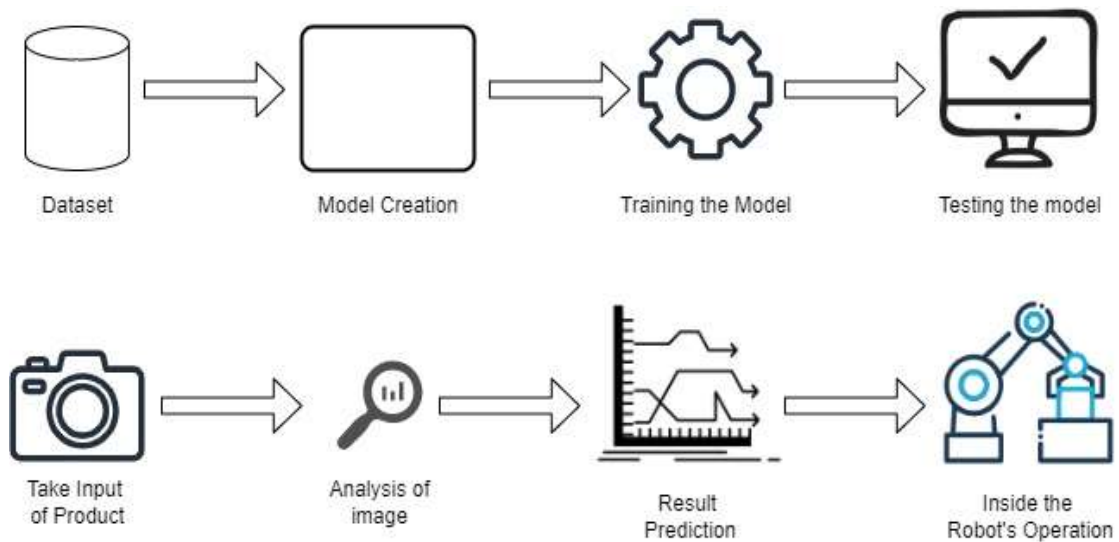 Dataset
Model Creation
Training the Model
Testing the model
Take Input
of Product
Analysis of
image
Result
Prediction
Inside the
Robot's Operation